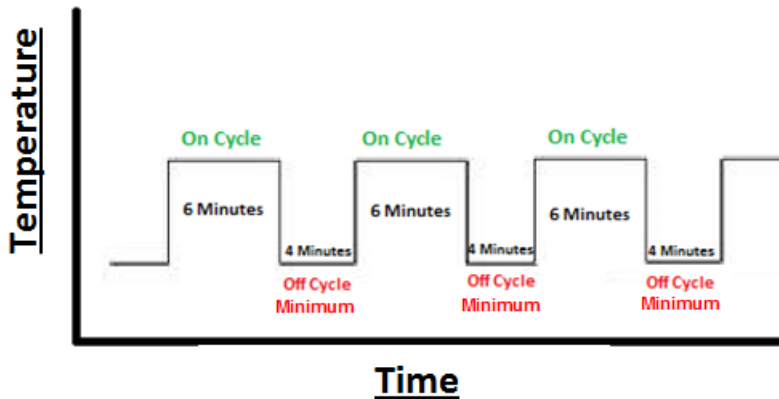 Temperature
On Cycle
On Cycle
On Cycle
6 Minutes
6 Minutes
6 Minutes
4 Minutes
4 Minutes
4 Minutes
Off Cycle
Minimum
Off Cycle
Minimum
Off Cycle
Minimum
Time